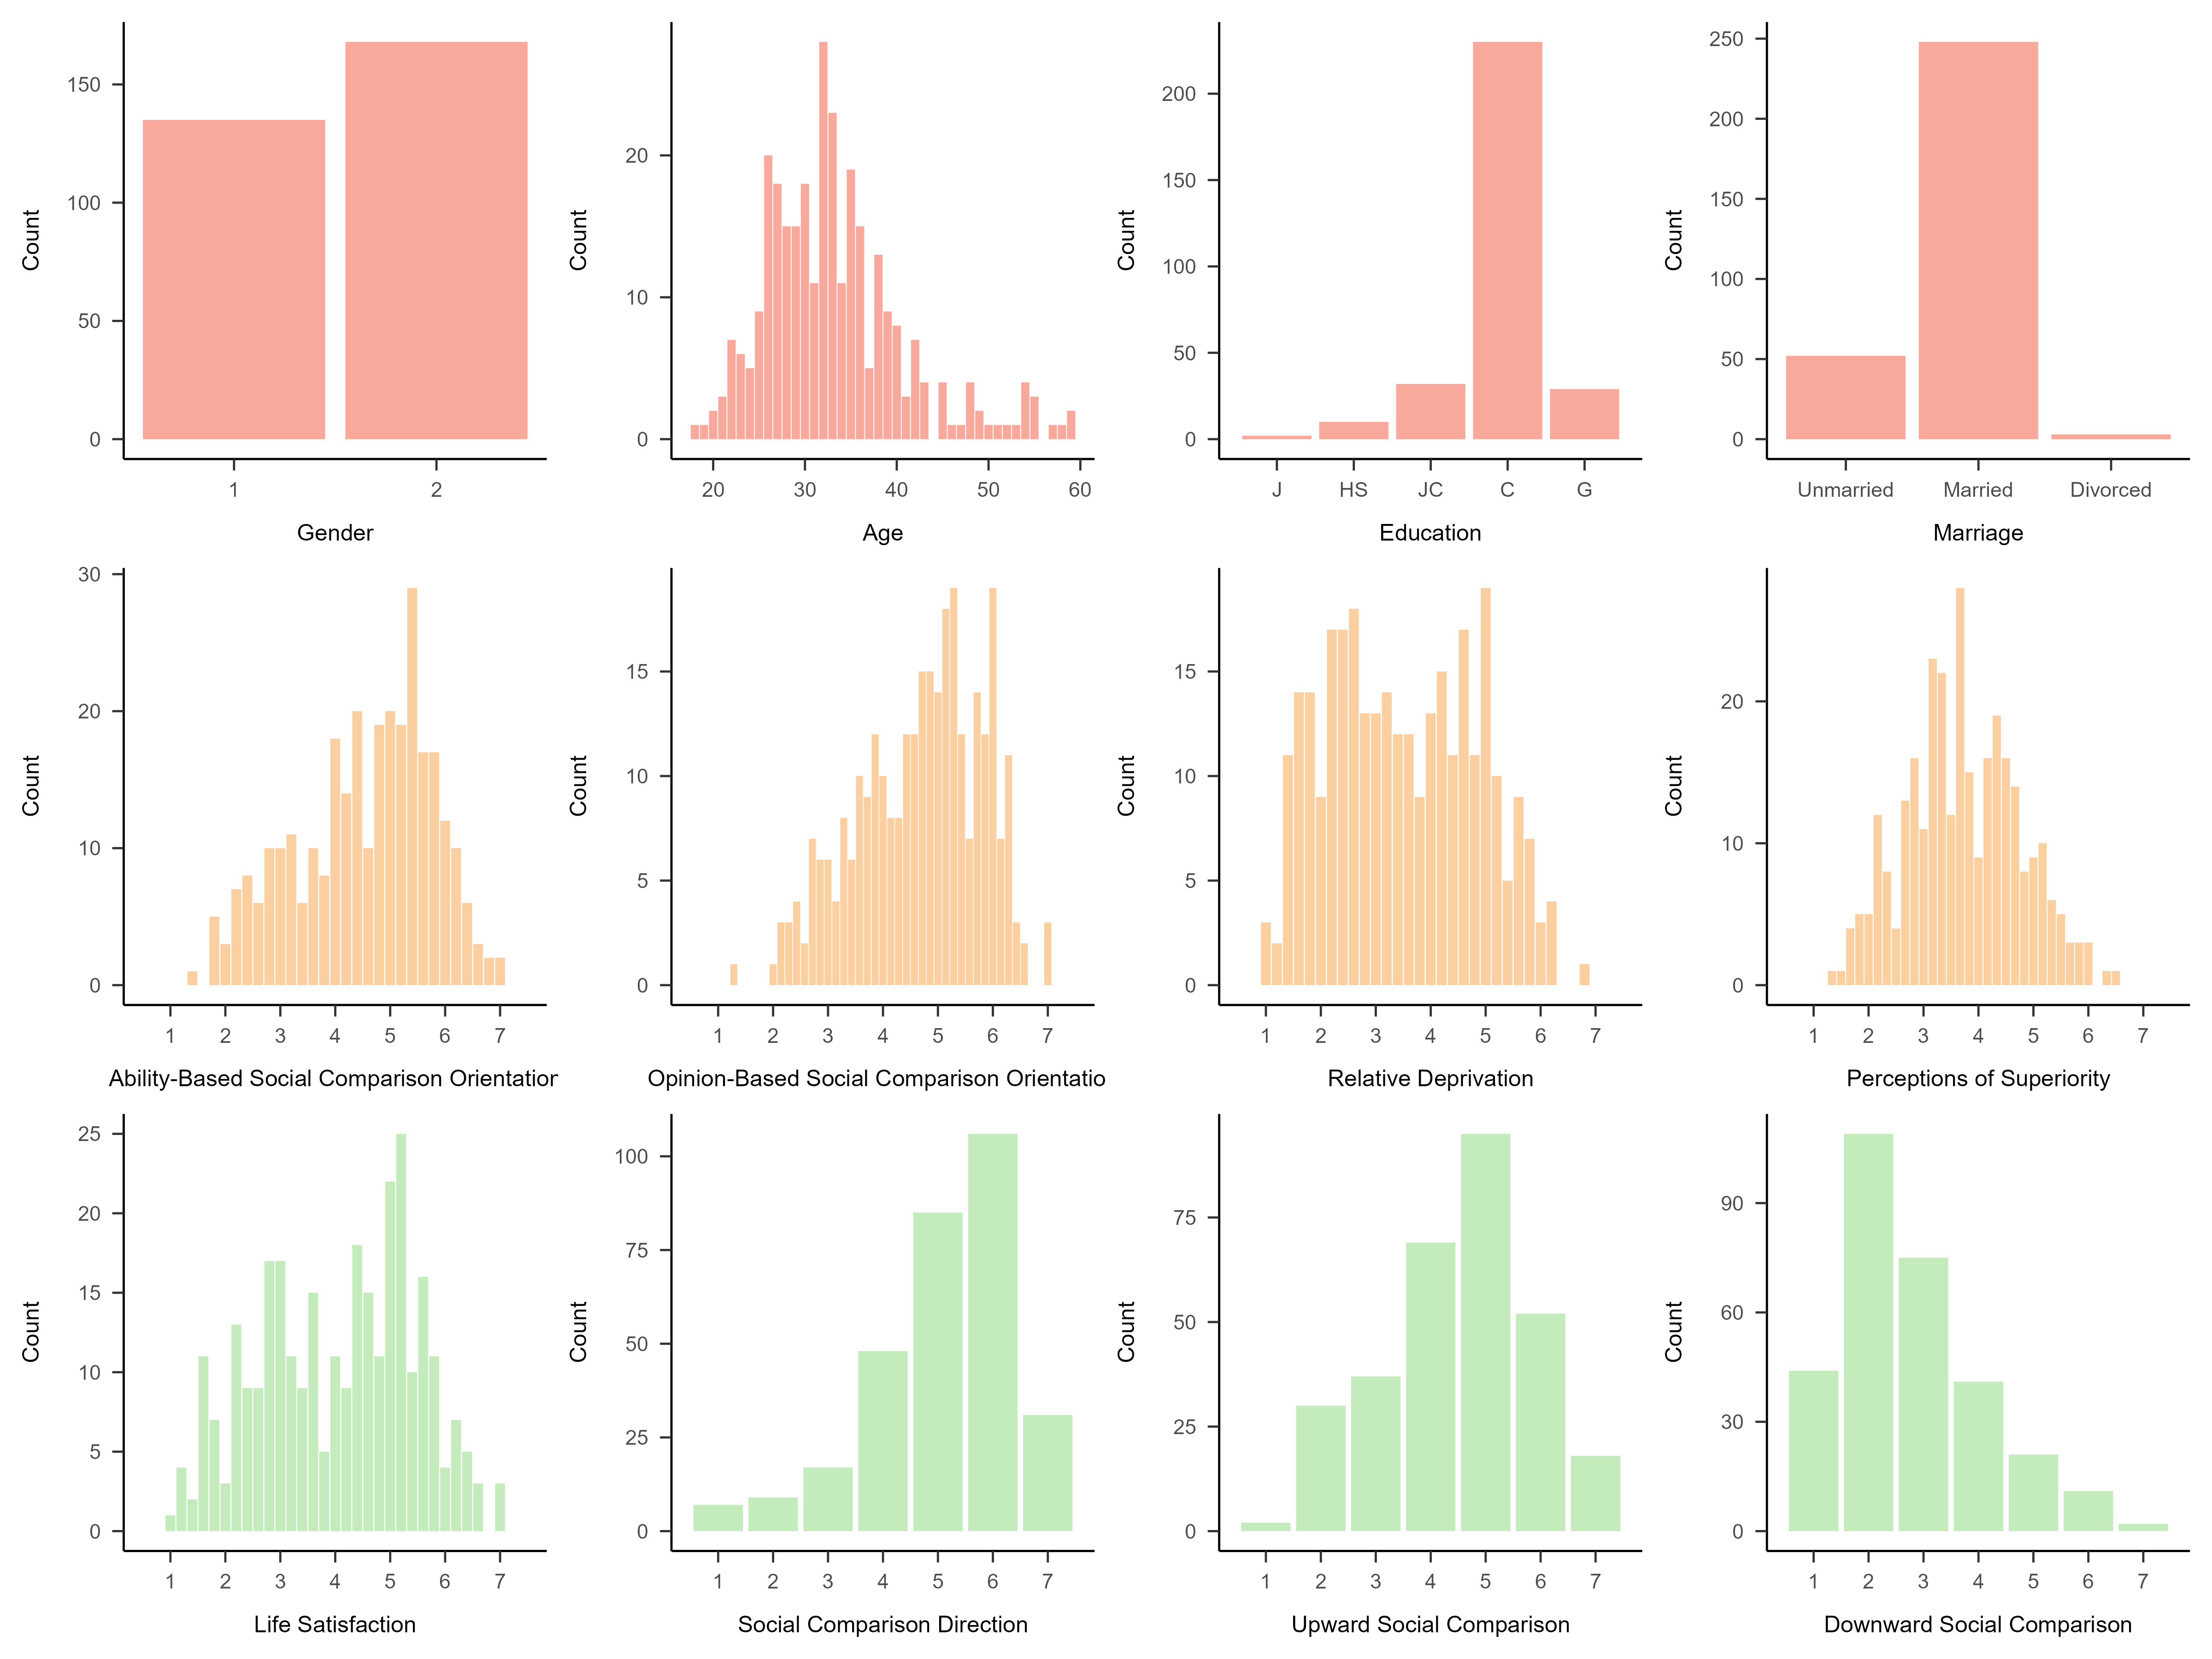 Count
150
100
50
0
1 2
Gender
Count
20
10
0
20 30 40 50 60
Age
Count
200
150
100
50
0
J HS JC C G
Education
Count
250
200
150
100
50
0
Unmarried Married Divorced
Marriage
Count
30
20
10
0
1 2 3 4 5 6 7
Ability-Based Social Comparison Orientation
Count
15
10
5
0
1 2 3 4 5 6 7
Opinion-Based Social Comparison Orientatio
Count
15
10
5
0
1 2 3 4 5 6 7
Relative Deprivation
Count
20
10
0
1 2 3 4 5 6 7
Perceptions of Superiority
Count
25
20
15
10
5
0
1 2 3 4 5 6 7
Life Satisfaction
Count
100
75
50
25
0
1 2 3 4 5 6 7
Social Comparison Direction
Count
75
50
25
0
1 2 3 4 5 6 7
Upward Social Comparison
Count
90
60
30
0
1 2 3 4 5 6 7
Downward Social Comparison